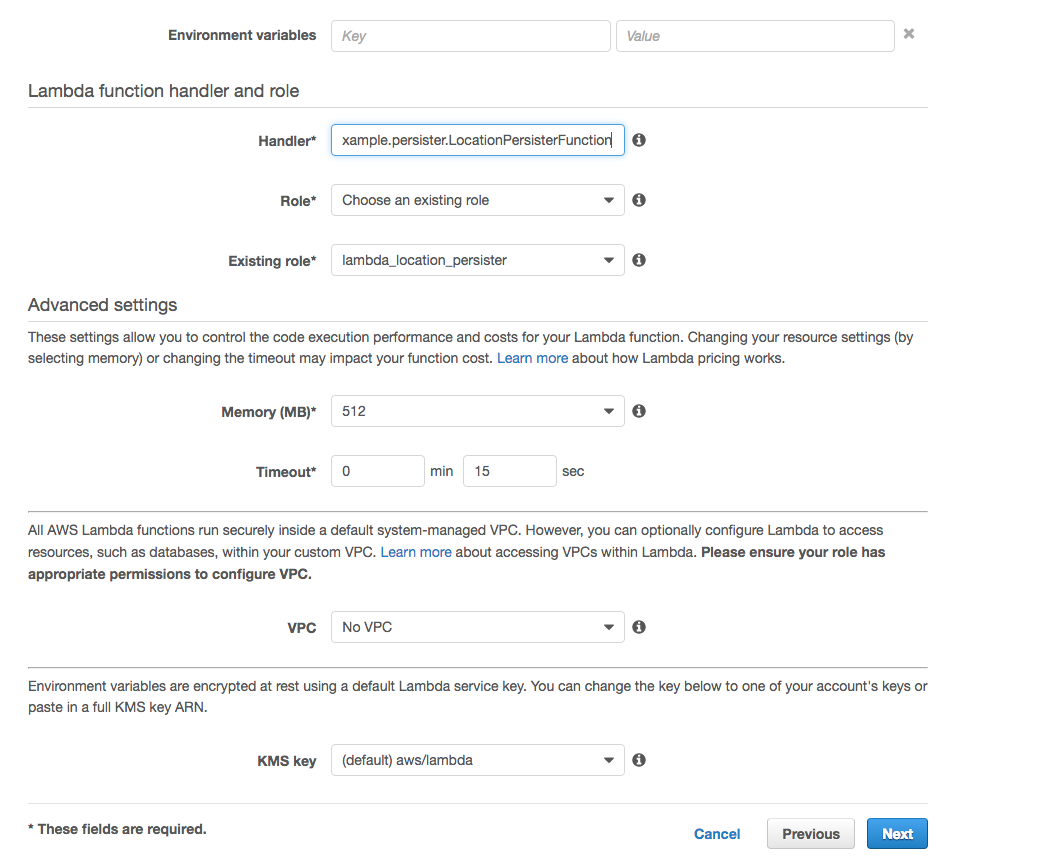 Environment variables Key Value
Lambda function handler and role
Handler* xample.persister.LocationPersisterFunction
Role* Choose an existing role
Existing role* lambda_location_persister
Advanced settings
These settings allow you to control the code execution performance and costs for your Lambda function. Changing your resource settings (by
selecting memory) or changing the timeout may impact your function cost. Learn more about how Lambda pricing works.
Memory (MB)* 512
Timeout* 0 min 15 sec
All AWS Lambda functions run securely inside a default system-managed VPC. However, you can optionally configure Lambda to access
resources, such as databases, within your custom VPC. Learn more about accessing VPCs within Lambda. Please ensure your role has
appropriate permissions to configure VPC.
VPC No VPC
Environment variables are encrypted at rest using a default Lambda service key. You can change the key below to one of your account's keys or
paste in a full KMS key ARN.
KMS key (default) aws/lambda
* These fields are required. Cancel Previous Next